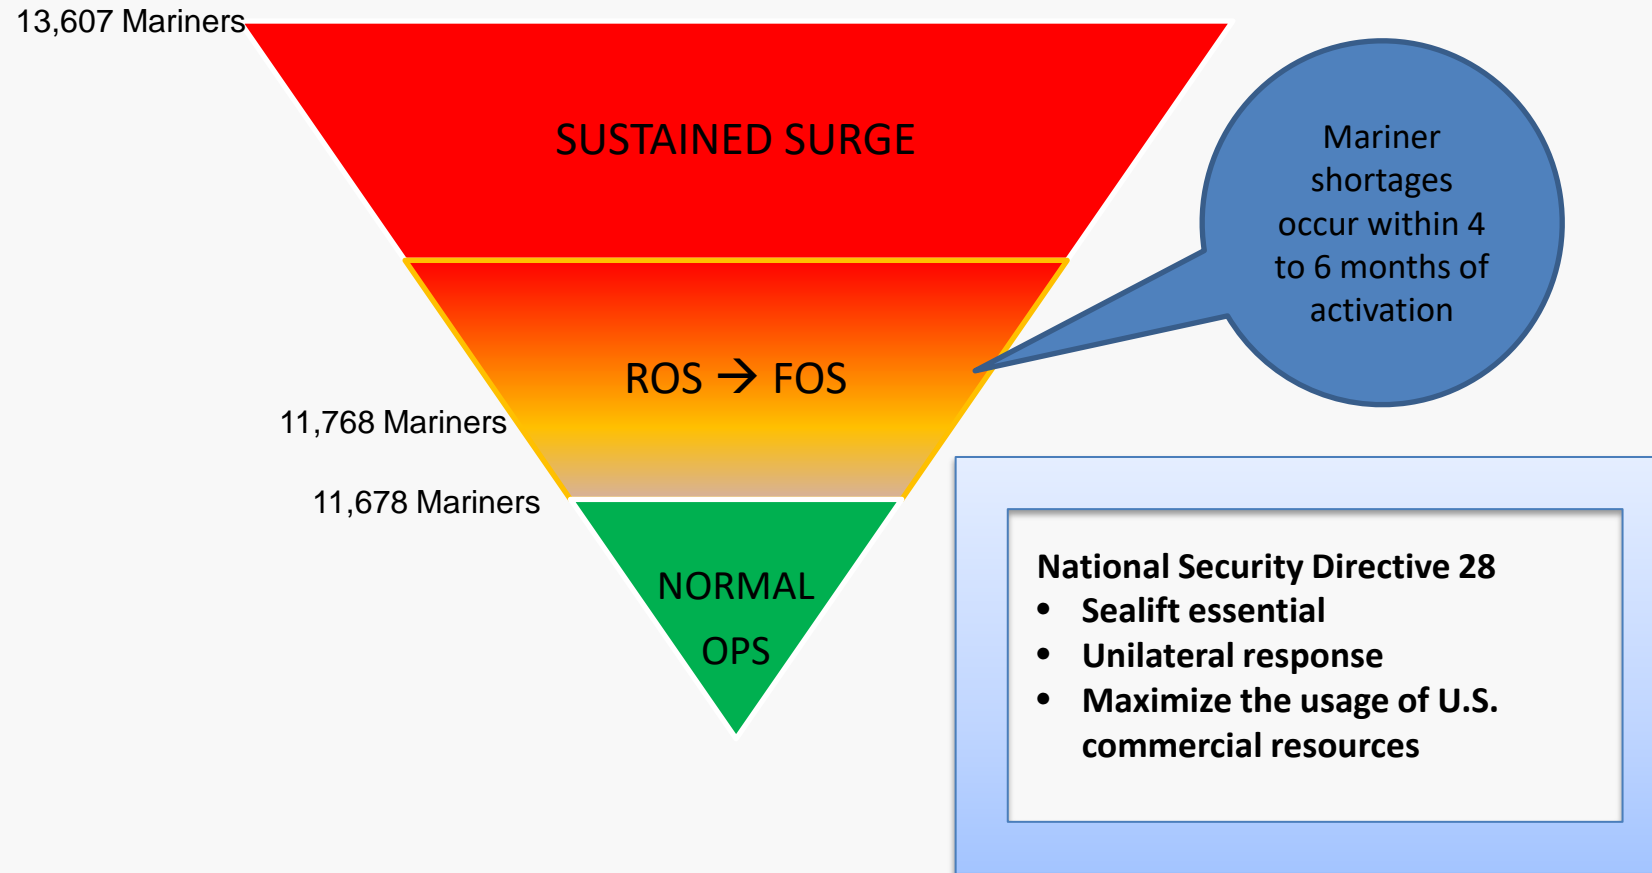 13,607 Mariners
SUSTAINED SURGE
Mariner
shortages
occur within 4
to 6 months of
activation
ROS → FOS
11,768 Mariners
11,678 Mariners
NORMAL
OPS
National Security Directive 28
• Sealift essential
• Unilateral response
• Maximize the usage of U.S.
commercial resources